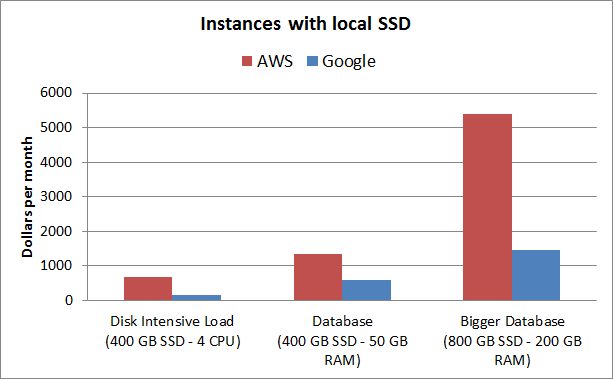 Instances with local SSD
AWS Google
6000
5000
4000
3000
2000
1000
0
Dollars per month
Disk Intensive Load
(400 GB SSD - 4 CPU)
Database
(400 GB SSD - 50 GB
RAM)
Bigger Database
(800 GB SSD - 200 GB
RAM)